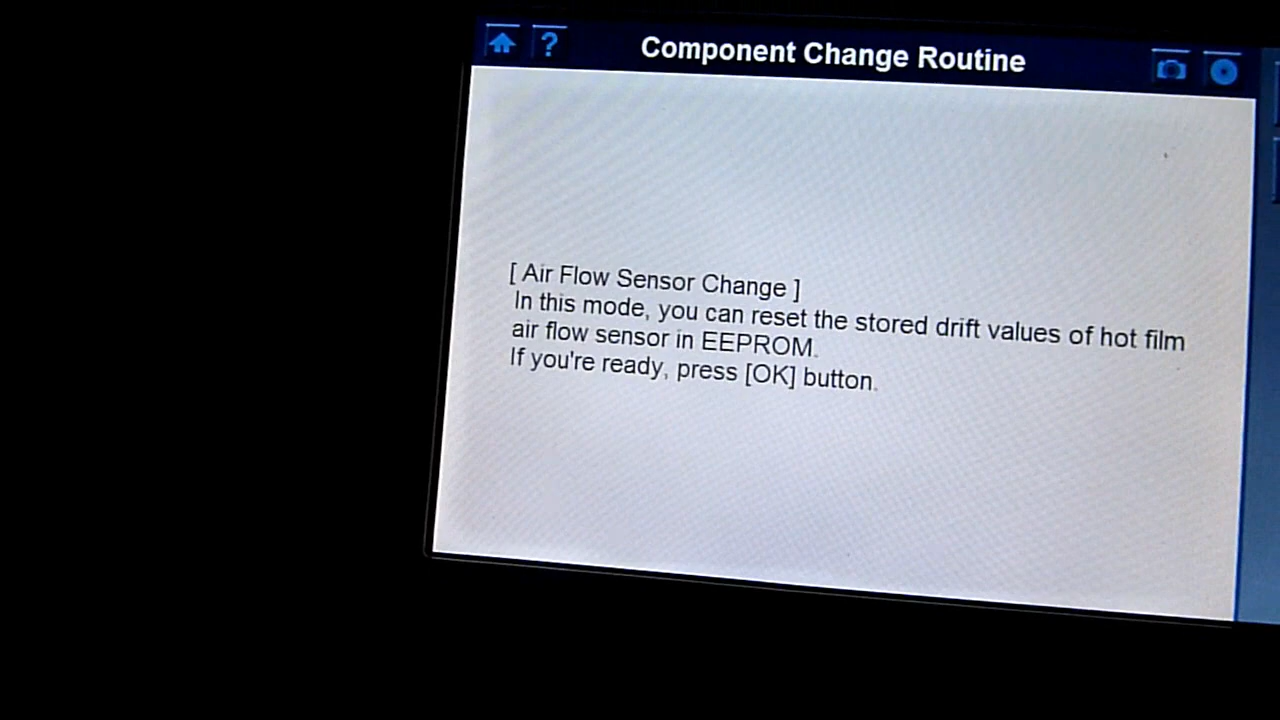 ?
Component Change Routine
[ Air Flow Sensor Change ]
In this mode, you can reset the stored drift values of hot film
air flow sensor in EEPROM.
If you're ready, press [OK] button.